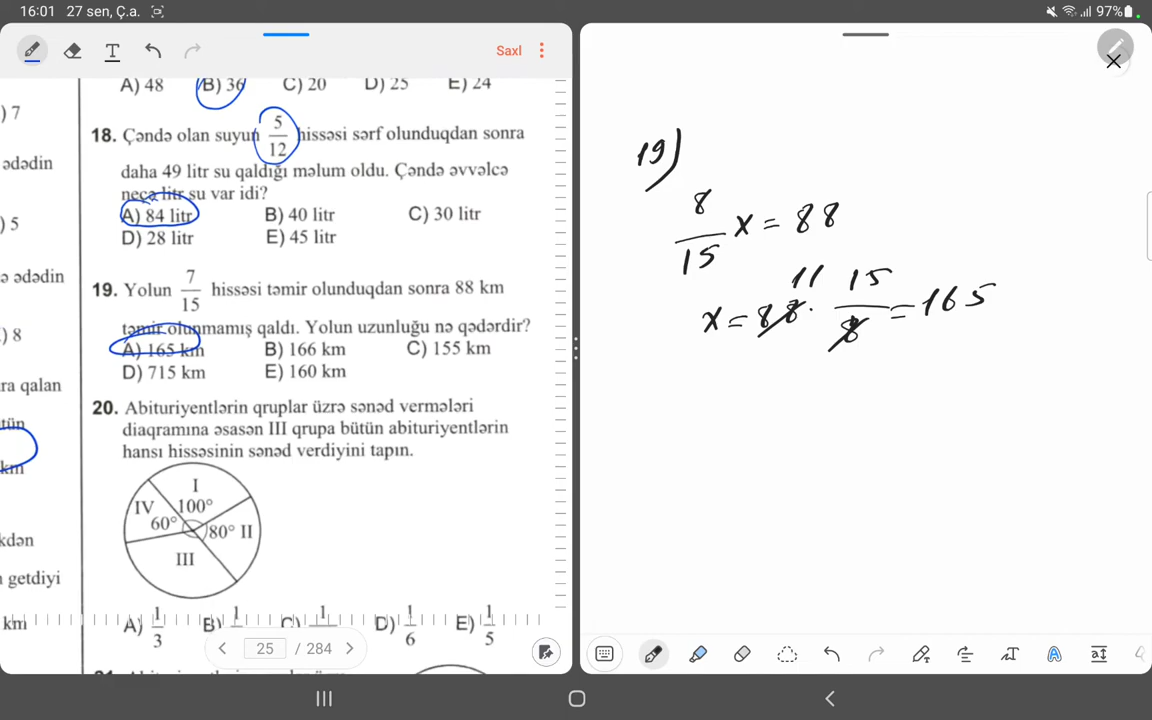 16:01 27 sen, Ç.a. 97%
Saxl
) 7
ədədin
) 5
ə ədədin
) 8
ra qalan
tün
km
kdən
getdiyi
km
A) 48 B) 36 C) 20 D) 25 E) 24
18. Çəndə olan suyun 5/12 hissəsi sərf olunduqdan sonra
daha 49 litr su qaldığı məlum oldu. Çəndə əvvəlcə
neçə litr su var idi?
A) 84 litr B) 40 litr C) 30 litr
D) 28 litr E) 45 litr
19. Yolun 7/15 hissəsi təmir olunduqdan sonra 88 km
təmir olunmamış qaldı. Yolun uzunluğu nə qədərdir?
A) 165 km B) 166 km C) 155 km
D) 715 km E) 160 km
20. Abituriyentlərin qruplar üzrə sənəd vermələri
diaqramına əsasən III qrupa bütün abituriyentlərin
hansı hissəsinin sənəd verdiyini tapın.
I
IV 100°
60° 80° II
III
A) 1/3 B) C) D) 1/6 E) 1/5
25 / 284
19)
8/15 x = 88
11
x = 88 · 15/8 = 165